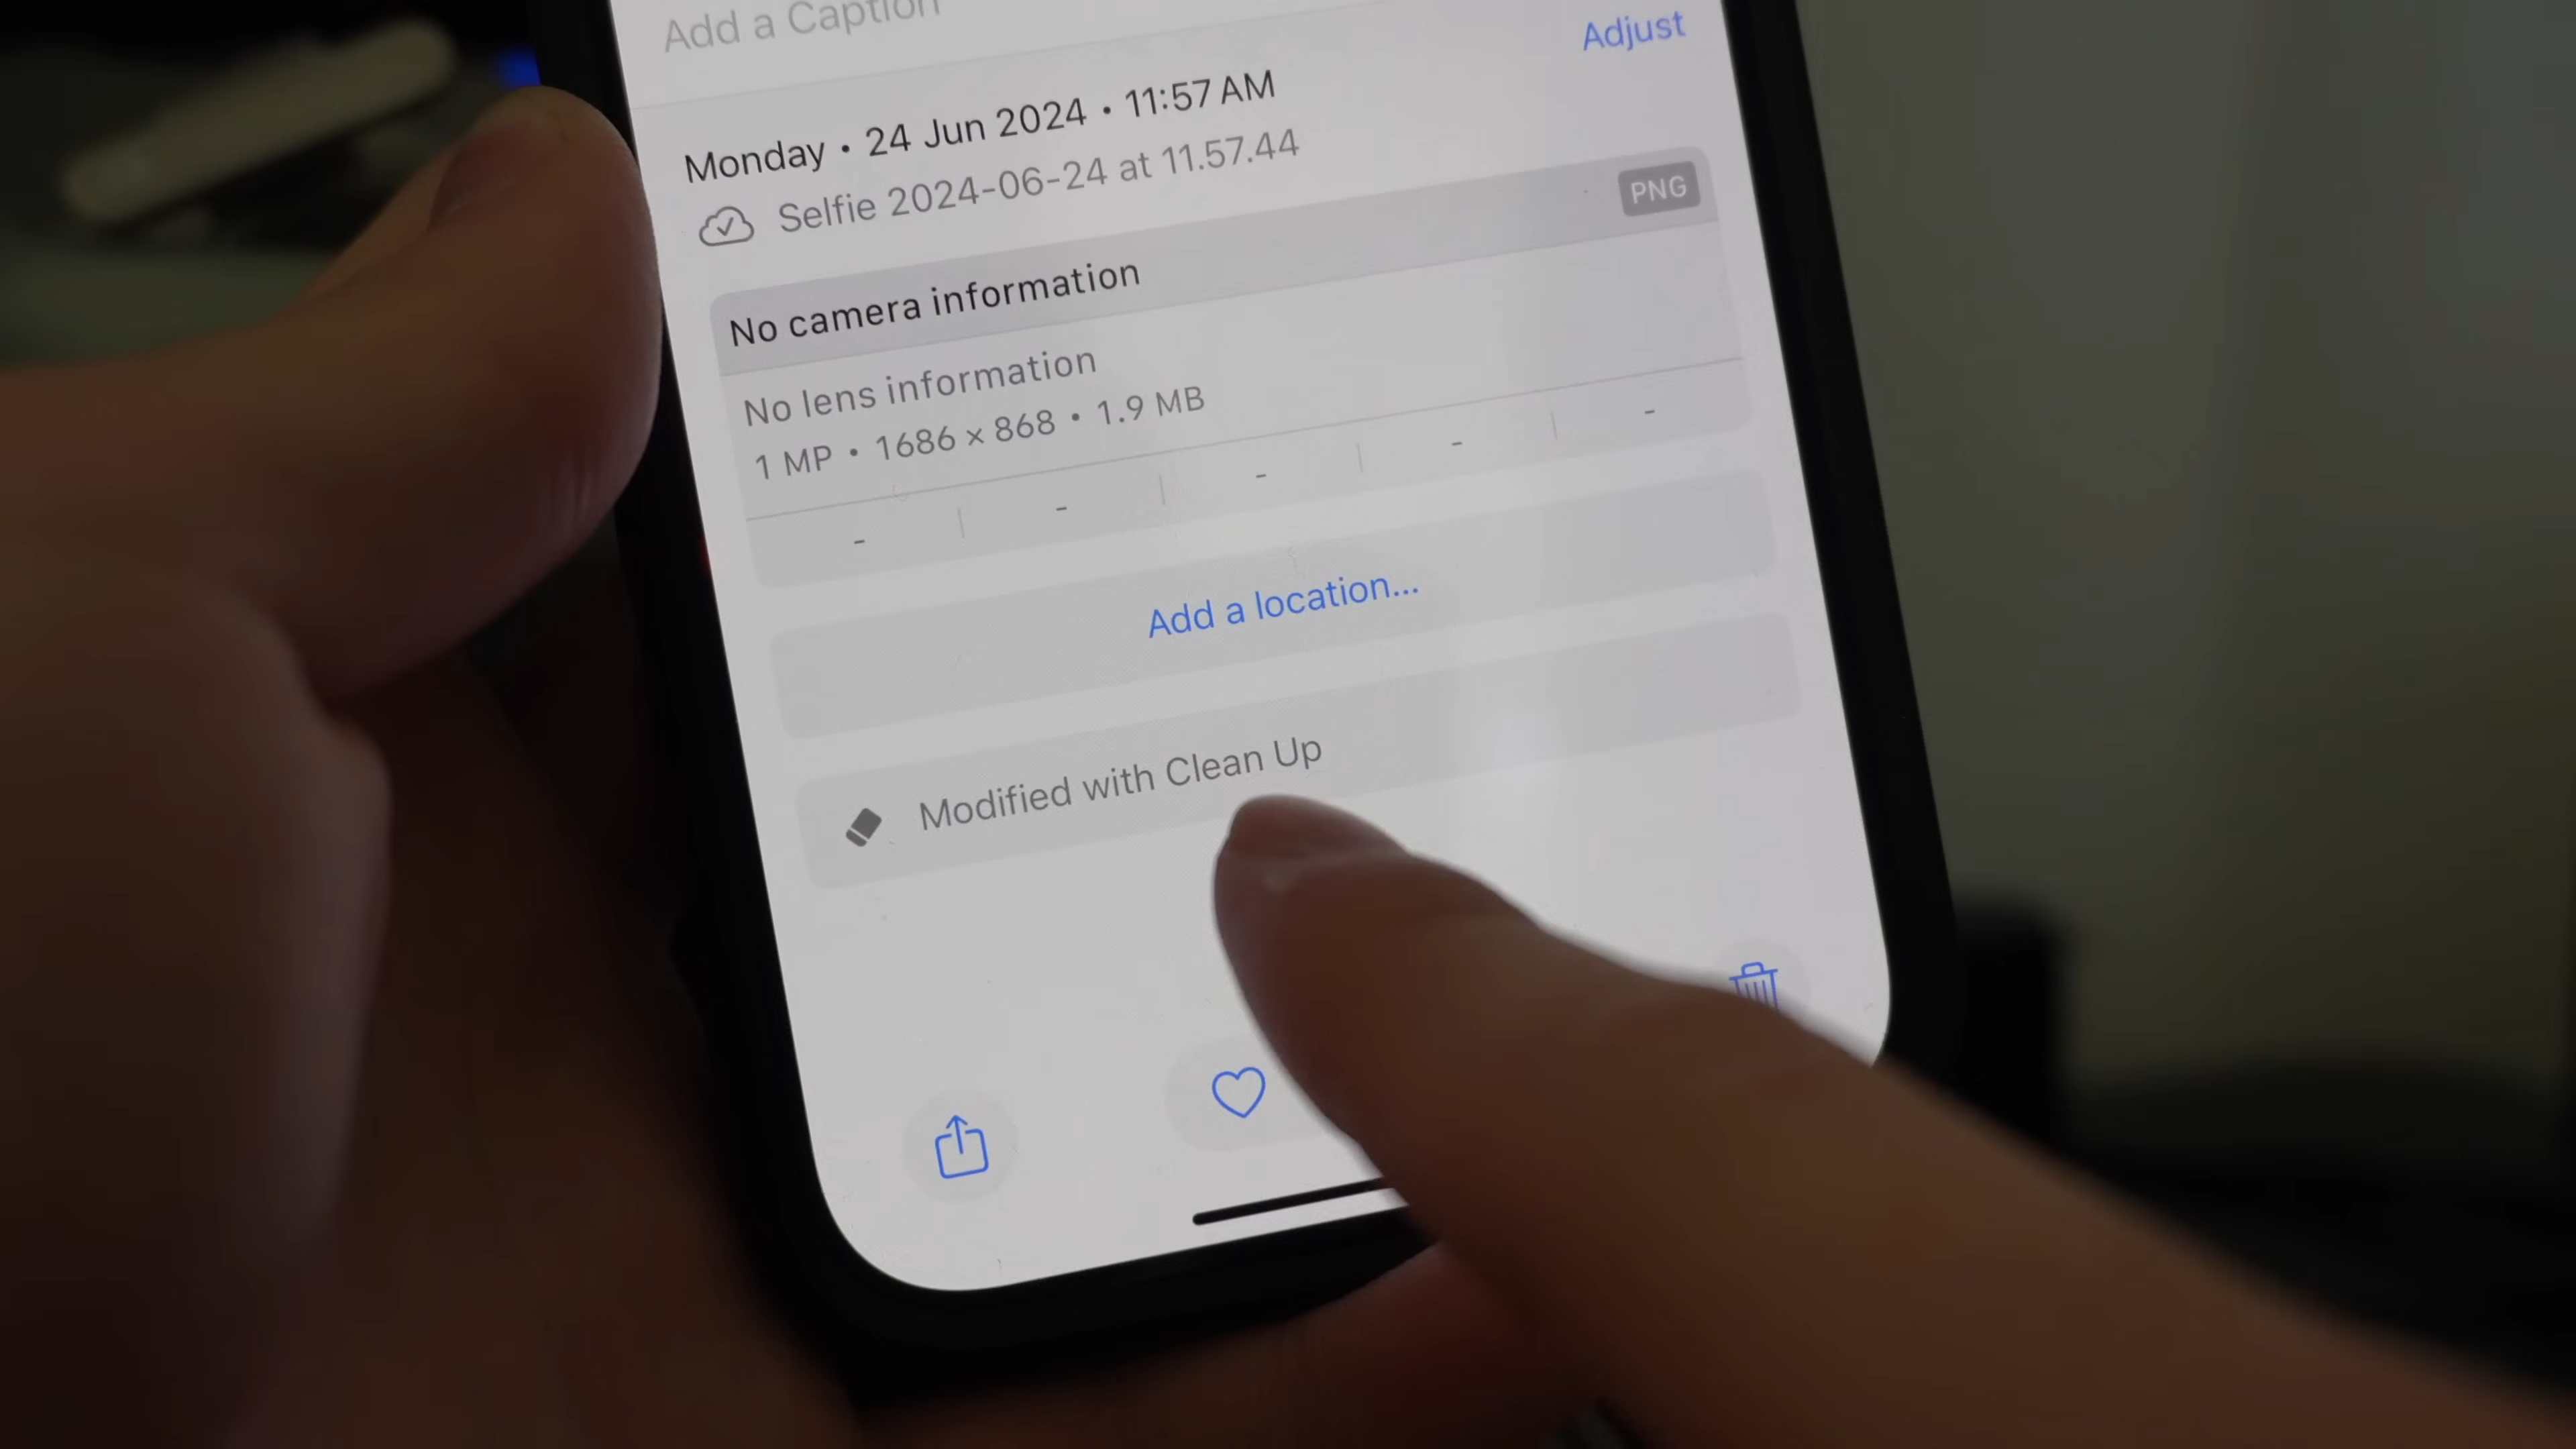 Add a Caption
Adjust
Monday • 24 Jun 2024 • 11:57 AM
Selfie 2024-06-24 at 11.57.44
No camera information
PNG
No lens information
1 MP • 1686 × 868 • 1.9 MB
- | - | - | - | -
Add a location...
Modified with Clean Up